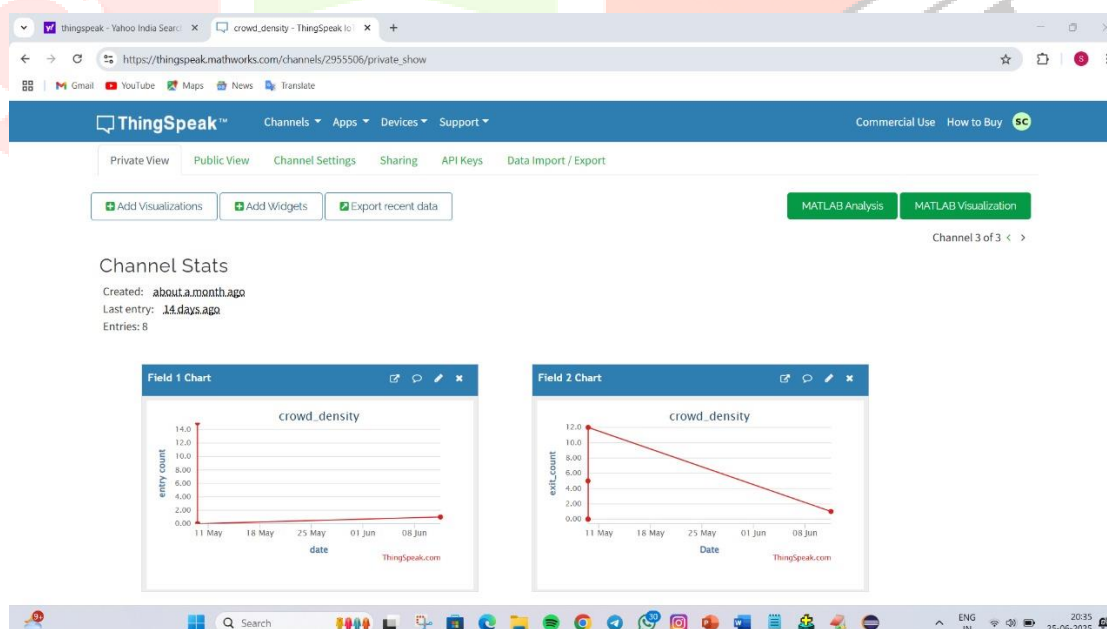 thingspeak - Yahoo India Search
crowd_density - ThingSpeak IoT
https://thingspeak.mathworks.com/channels/2955506/private_show
S
Gmail YouTube Maps News Translate
ThingSpeak™ Channels Apps Devices Support Commercial Use How to Buy SC
Private View Public View Channel Settings Sharing API Keys Data Import / Export
Add Visualizations Add Widgets Export recent data MATLAB Analysis MATLAB Visualization
Channel 3 of 3 < >
Channel Stats
Created: about a month ago
Last entry: 14 days ago
Entries: 8
Field 1 Chart
crowd_density
entry count
14.0
12.0
10.0
8.00
6.00
4.00
2.00
0.00
11 May 18 May 25 May 01 Jun 08 Jun
date
ThingSpeak.com
Field 2 Chart
crowd_density
exit_count
12.0
10.0
8.00
6.00
4.00
2.00
0.00
11 May 18 May 25 May 01 Jun 08 Jun
Date
ThingSpeak.com
9+
Search
30
ENG
IN
20:35
25-06-2025